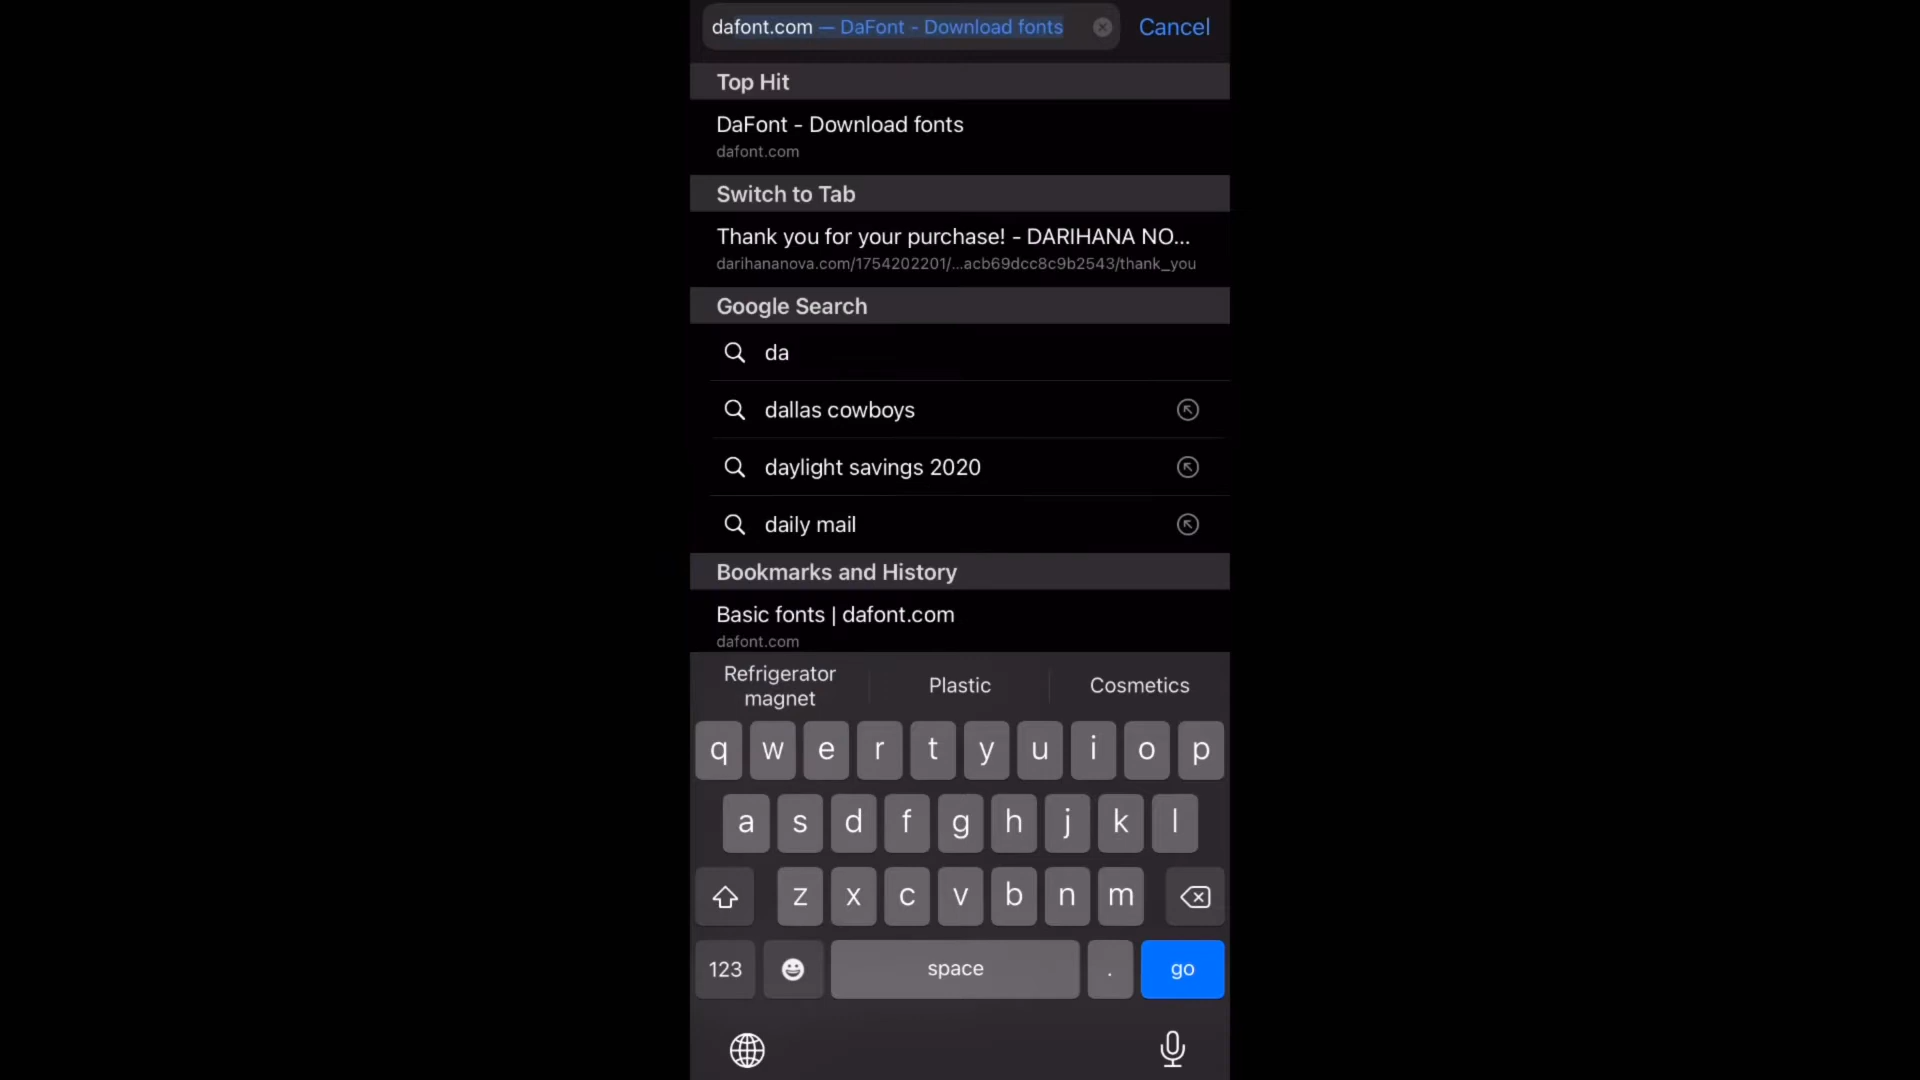 dafont.com — DaFont - Download fonts
Cancel
Top Hit
DaFont - Download fonts
dafont.com
Switch to Tab
Thank you for your purchase! - DARIHANA NO...
darihananova.com/1754202201/...acb69dcc8c9b2543/thank_you
Google Search
da
dallas cowboys
daylight savings 2020
daily mail
Bookmarks and History
Basic fonts | dafont.com
dafont.com
Refrigerator
magnet
Plastic
Cosmetics
q w e r t y u i o p
a s d f g h j k l
z x c v b n m
123
space
.
go